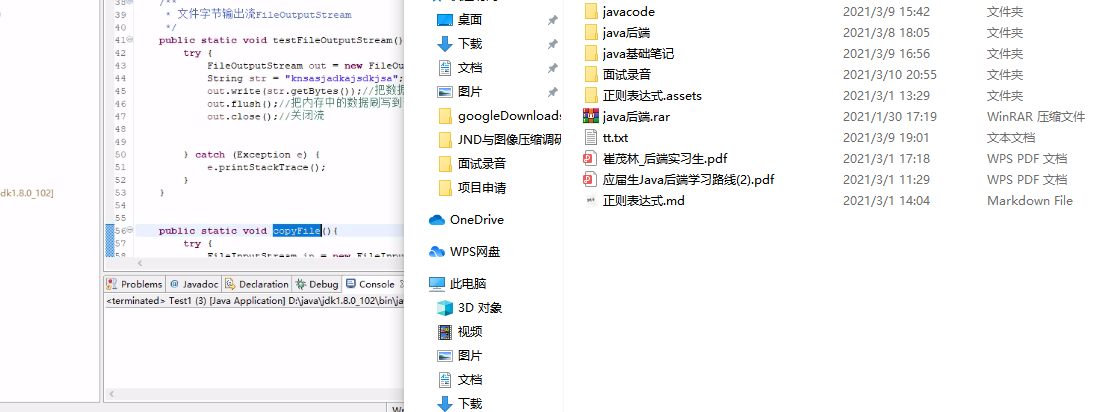 38 /**
39 * 文件字节输出流FileOutputStream
40 */
41 public static void testFileOutputStream()
42 try {
43 FileOutputStream out = new FileOu
44 String str = "knsasjadkajsdkjsa";
45 out.write(str.getBytes());//把数据
46 out.flush();//把内存中的数据刷写到
47 out.close();//关闭流
48
49
50 } catch (Exception e) {
51 e.printStackTrace();
52 }
53 }
54
55
56 public static void copyFile(){
57 try {
58 FileInputStream in = new FileInpu
dk1.8.0_102]
Problems @ Javadoc Declaration Debug Console
<terminated> Test1 (3) [Java Application] D:\java\jdk1.8.0_102\bin\ja
桌面
下载
文档
图片
googleDownloads
JND与图像压缩调研
面试录音
项目申请
OneDrive
WPS网盘
此电脑
3D 对象
视频
图片
文档
下载
javacode 2021/3/9 15:42 文件夹
java后端 2021/3/8 18:05 文件夹
java基础笔记 2021/3/9 16:56 文件夹
面试录音 2021/3/10 20:55 文件夹
正则表达式.assets 2021/3/1 13:29 文件夹
java后端.rar 2021/1/30 17:19 WinRAR 压缩文件
tt.txt 2021/3/9 19:01 文本文档
崔茂林_后端实习生.pdf 2021/3/1 17:18 WPS PDF 文档
应届生Java后端学习路线(2).pdf 2021/3/1 11:29 WPS PDF 文档
正则表达式.md 2021/3/1 14:04 Markdown File